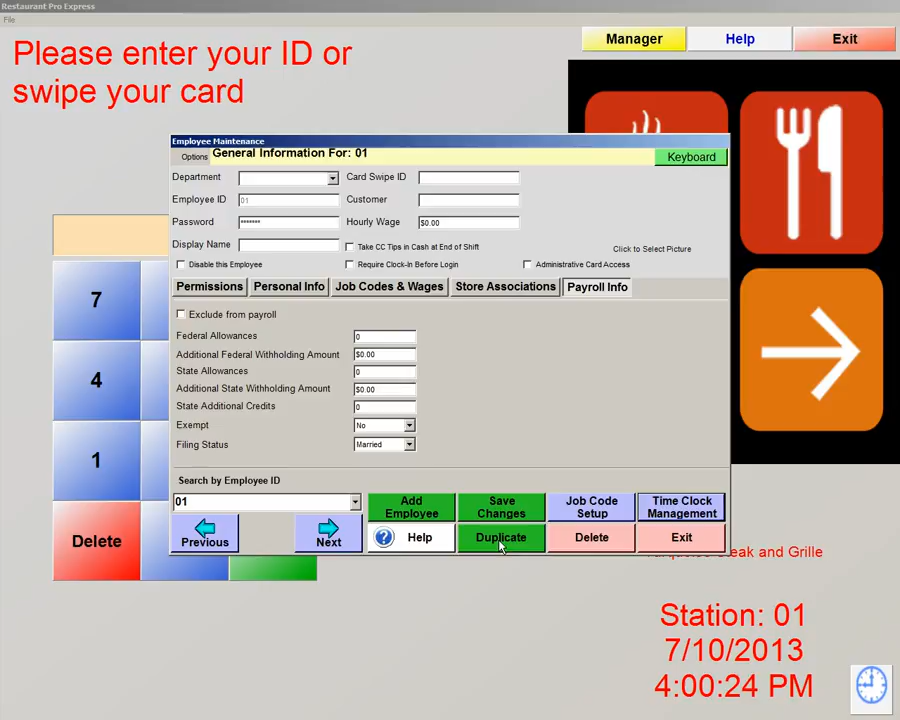 Restaurant Pro Express
File
Please enter your ID or
swipe your card
Manager
Help
Exit
Employee Maintenance
Options
General Information For: 01
Keyboard
Department
Card Swipe ID
Employee ID
01
Customer
Password
*******
Hourly Wage
$0.00
Display Name
Take CC Tips in Cash at End of Shift
Click to Select Picture
Disable this Employee
Require Clock-In Before Login
Administrative Card Access
Permissions
Personal Info
Job Codes & Wages
Store Associations
Payroll Info
Exclude from payroll
Federal Allowances
0
Additional Federal Withholding Amount
$0.00
State Allowances
0
Additional State Withholding Amount
$0.00
State Additional Credits
0
Exempt
No
Filing Status
Married
Search by Employee ID
01
Add
Employee
Save
Changes
Job Code
Setup
Time Clock
Management
Previous
Next
Help
Duplicate
Delete
Exit
7
4
1
Delete
Steak and Grille
Station: 01
7/10/2013
4:00:24 PM